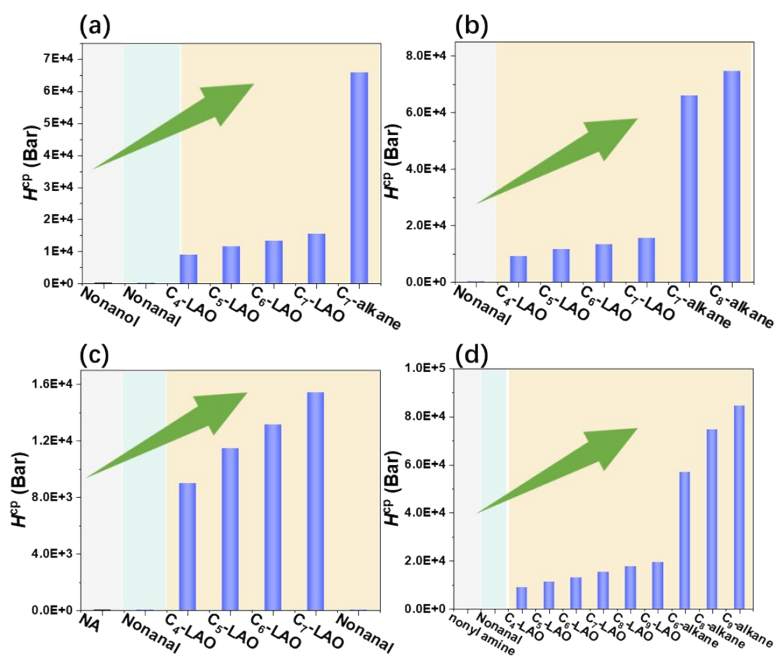 (a)
H^cp (Bar)
7E+4
6E+4
5E+4
4E+4
3E+4
2E+4
1E+4
0E+0
Nonanol
Nonanal
C₄-LAO
C₅-LAO
C₆-LAO
C₇-LAO
C₇-alkane
(b)
H^cp (Bar)
8.0E+4
6.0E+4
4.0E+4
2.0E+4
0.0E+0
Nonanal
C₄-LAO
C₅-LAO
C₆-LAO
C₇-LAO
C₇-alkane
C₈-alkane
(c)
H^cp (Bar)
1.6E+4
1.2E+4
8.0E+3
4.0E+3
0.0E+0
NA
Nonanal
C₄-LAO
C₅-LAO
C₆-LAO
C₇-LAO
Nonanal
(d)
H^cp (Bar)
1.0E+5
8.0E+4
6.0E+4
4.0E+4
2.0E+4
0.0E+0
nonyl amine
Nonanal
C₄-LAO
C₅-LAO
C₆-LAO
C₇-LAO
C₈-LAO
C₉-LAO
C₆-alkane
C₈-alkane
C₉-alkane